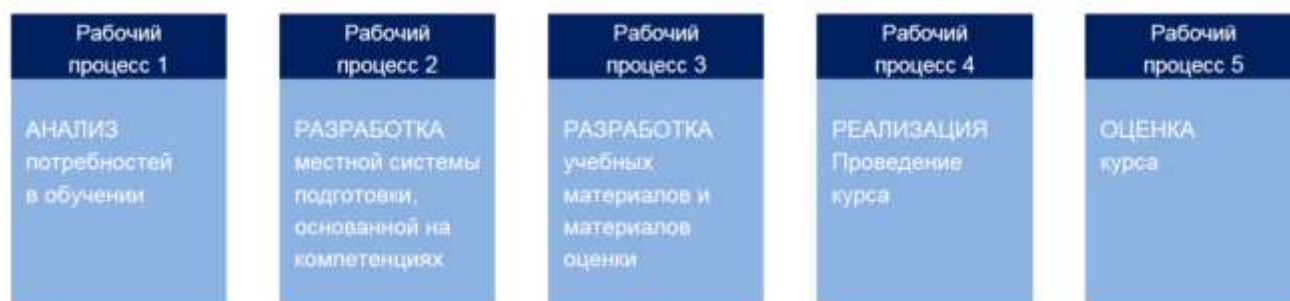 Рабочий
процесс 1
АНАЛИЗ
потребностей
в обучении
Рабочий
процесс 2
РАЗРАБОТКА
местной системы
подготовки,
основанной на
компетенциях
Рабочий
процесс 3
РАЗРАБОТКА
учебных
материалов и
материалов
оценки
Рабочий
процесс 4
РЕАЛИЗАЦИЯ
Проведение
курса
Рабочий
процесс 5
ОЦЕНКА
курса